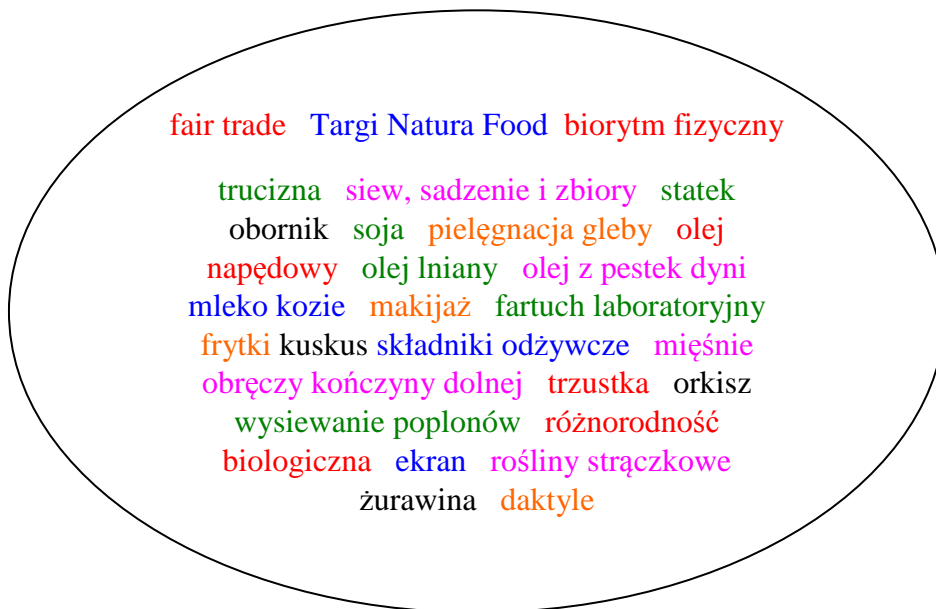 fair trade Targi Natura Food biorytm fizyczny
trucizna siew, sadzenie i zbiory statek
obornik soja pielęgnacja gleby olej
napędowy olej lniany olej z pestek dyni
mleko kozie makijaż fartuch laboratoryjny
frytki kuskus składniki odżywcze mięśnie
obręczy kończyny dolnej trzustka orkisz
wysiewanie poplonów różnorodność
biologiczna ekran rośliny strączkowe
żurawina daktyle